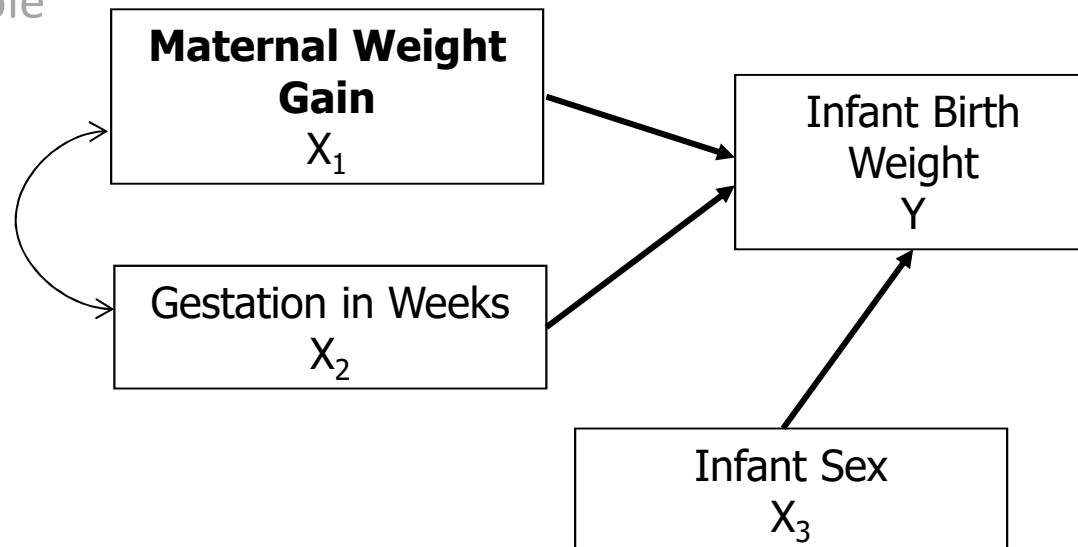 Maternal Weight
Gain
X₁
Infant Birth
Weight
Y
Gestation in Weeks
X₂
Infant Sex
X₃